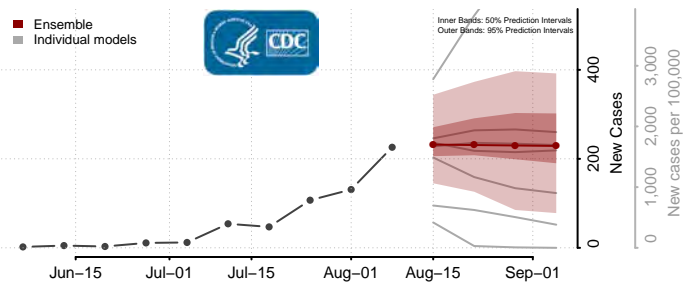 Ensemble
Individual models
CDC
Inner Bands: 50% Prediction Intervals
Outer Bands: 95% Prediction Intervals
0
200
400
New Cases
0
1,000
2,000
3,000
New cases per 100,000
Jun–15
Jul–01
Jul–15
Aug–01
Aug–15
Sep–01